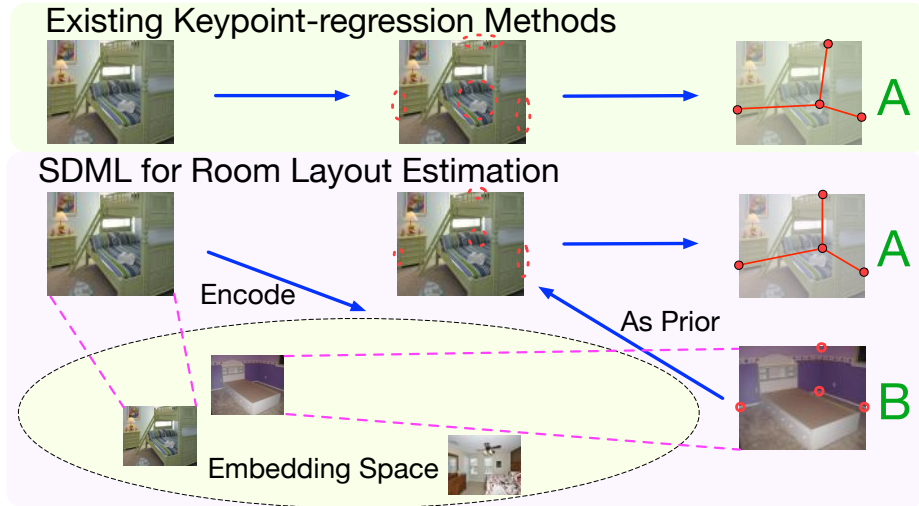 Existing Keypoint-regression Methods
A
SDML for Room Layout Estimation
A
Encode
As Prior
B
Embedding Space